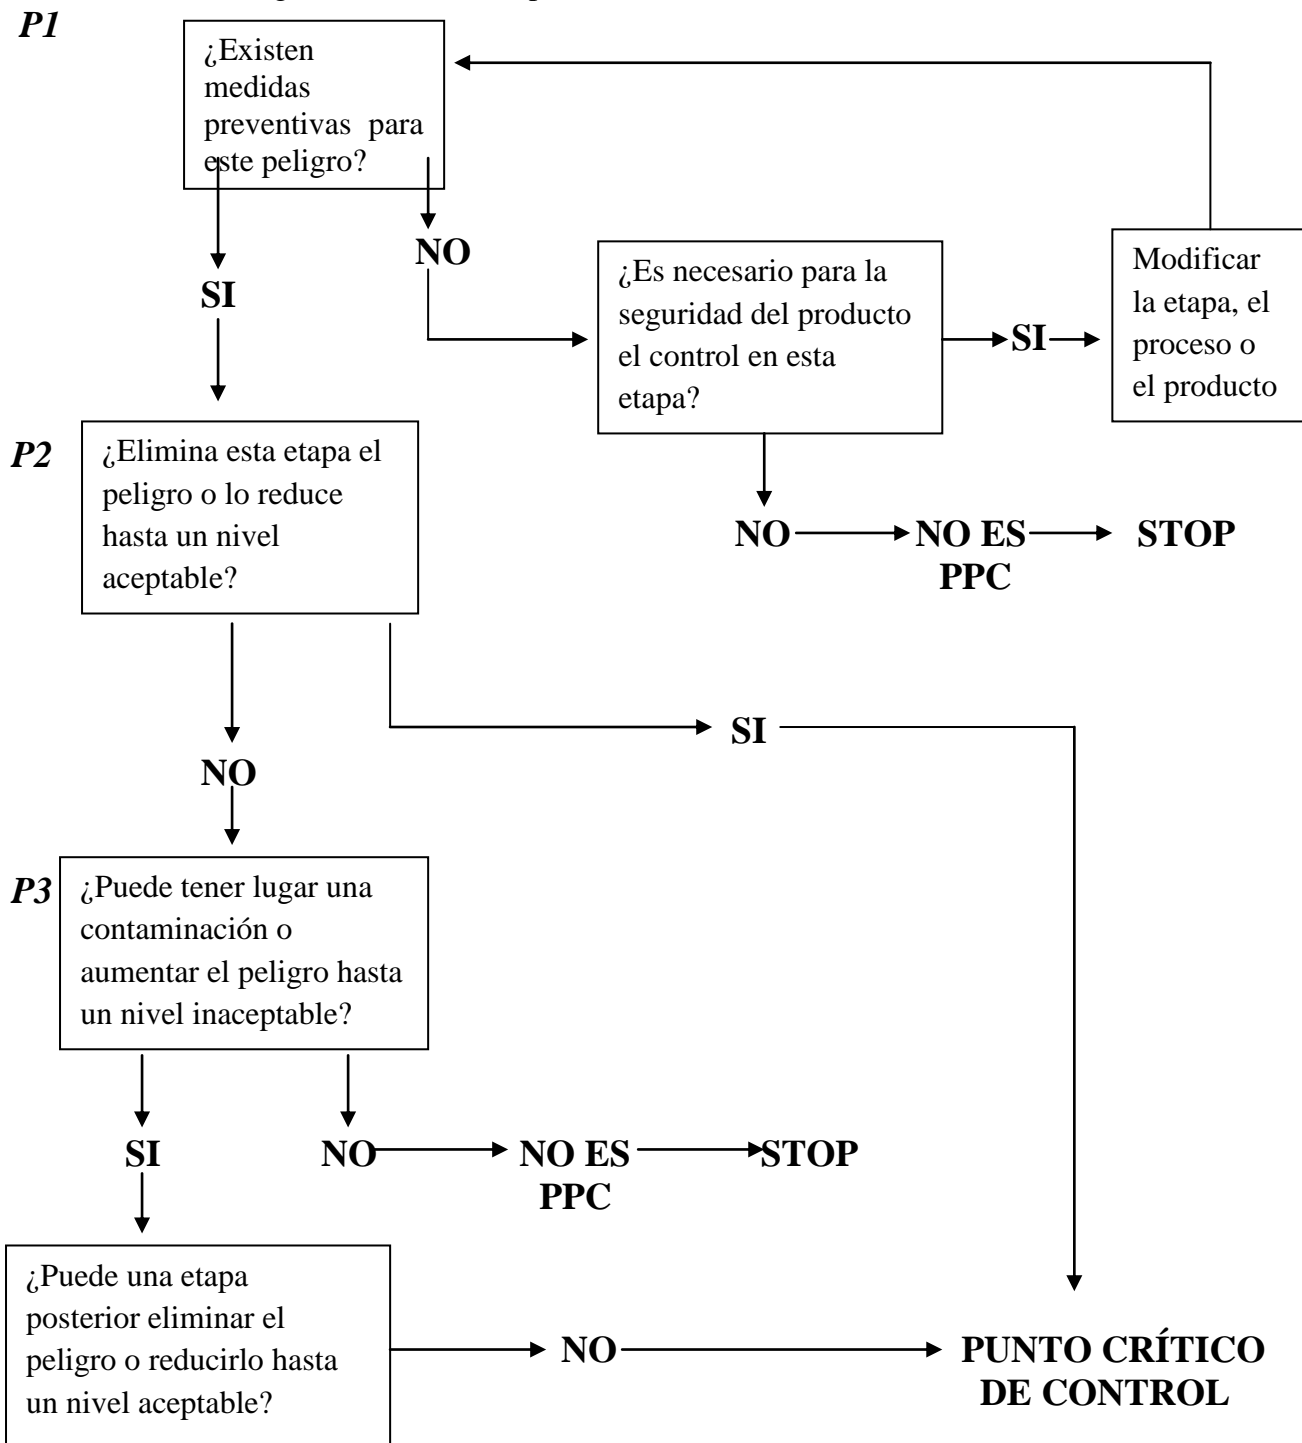 P1
¿Existen
medidas
preventivas para
este peligro?
NO
SI
¿Es necesario para la
seguridad del producto
el control en esta
etapa?
SI
Modificar
la etapa, el
proceso o
el producto
P2
¿Elimina esta etapa el
peligro o lo reduce
hasta un nivel
aceptable?
NO
NO ES
PPC
STOP
SI
NO
P3
¿Puede tener lugar una
contaminación o
aumentar el peligro hasta
un nivel inaceptable?
SI
NO
NO ES
PPC
STOP
¿Puede una etapa
posterior eliminar el
peligro o reducirlo hasta
un nivel aceptable?
NO
PUNTO CRÍTICO
DE CONTROL